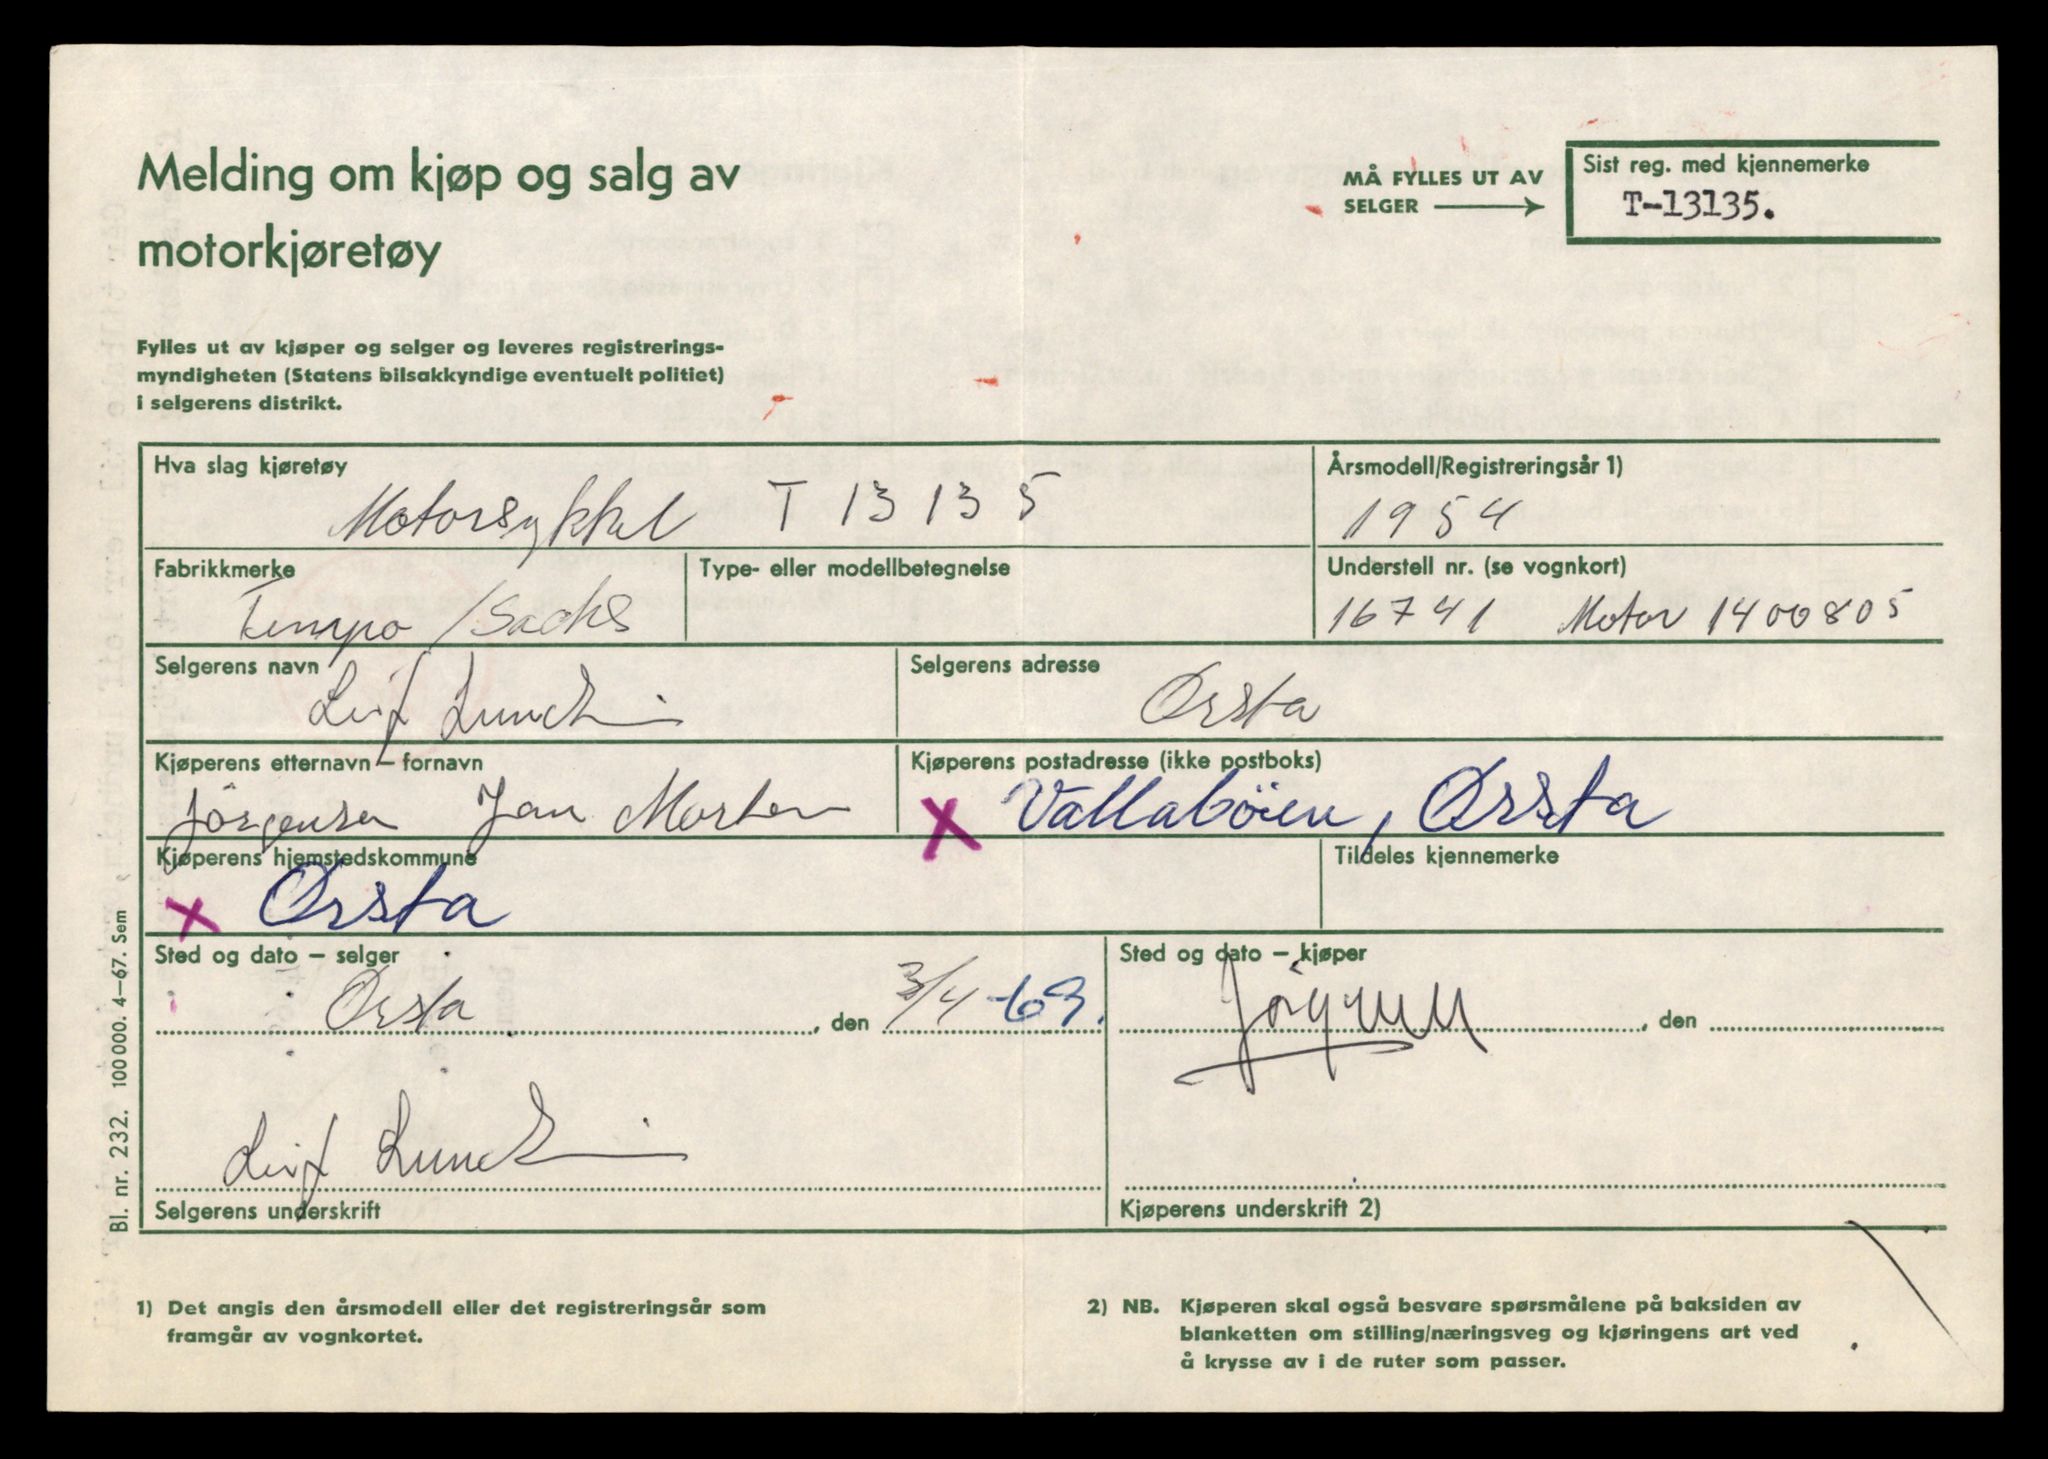 Melding om kjøp og salg av
motorkjøretøy
MÅ FYLLES UT AV
SELGER
Sist reg. med kjennemerke
T-13135.
Fylles ut av kjøper og selger og leveres registrerings-
myndigheten (Statens bilsakkyndige eventuelt politiet)
i selgerens distrikt.
Hva slag kjøretøy
Motorsykkel T 13135
Årsmodell/Registreringsår 1)
1954
Fabrikkmerke
Tempo/Sachs
Type- eller modellbetegnelse
Understell nr. (se vognkort)
16741 Motor 1400805
Selgerens navn
Leif
Selgerens adresse
Ørsta
Kjøperens etternavn – fornavn
Jörgensen Jan Morten
Kjøperens postadresse (ikke postboks)
X Vallabøien, Ørsta
Kjøperens hjemstedskommune
X Ørsta
Tildeles kjennemerke
Sted og dato – selger
Ørsta, den 3/4-69.
Sted og dato – kjøper
, den
Leif
Selgerens underskrift
Kjøperens underskrift 2)
Bl. nr. 232. 100 000. 4–67. Sem
1) Det angis den årsmodell eller det registreringsår som
framgår av vognkortet.
2) NB. Kjøperen skal også besvare spørsmålene på baksiden av
blanketten om stilling/næringsveg og kjøringens art ved
å krysse av i de ruter som passer.